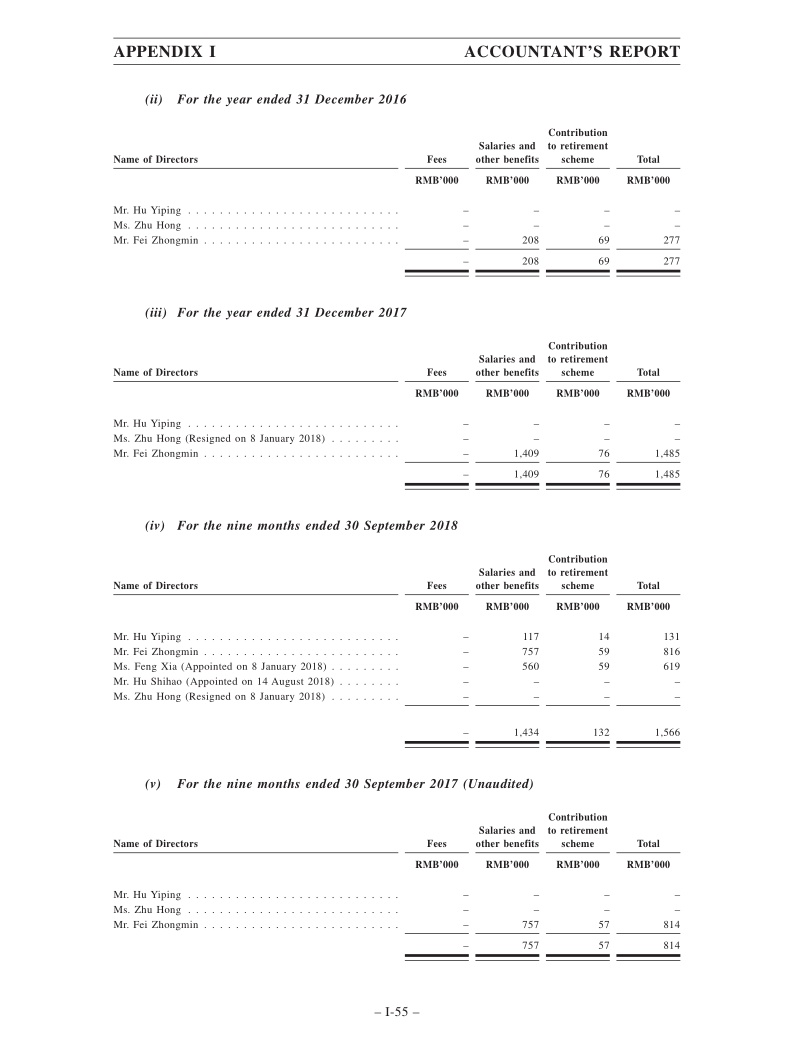 APPENDIX I ACCOUNTANT'S REPORT
(ii) For the year ended 31 December 2016
Contribution
Salaries and to retirement
Name of Directors Fees other benefits scheme Total
RMB'000 RMB'000 RMB'000 RMB'000
Mr. Hu Yiping . . . . . . . . . . . . . . . . . . . . . . . . . . . – – – –
Ms. Zhu Hong . . . . . . . . . . . . . . . . . . . . . . . . . . . – – – –
Mr. Fei Zhongmin . . . . . . . . . . . . . . . . . . . . . . . . . – 208 69 277
– 208 69 277
(iii) For the year ended 31 December 2017
Contribution
Salaries and to retirement
Name of Directors Fees other benefits scheme Total
RMB'000 RMB'000 RMB'000 RMB'000
Mr. Hu Yiping . . . . . . . . . . . . . . . . . . . . . . . . . . . – – – –
Ms. Zhu Hong (Resigned on 8 January 2018) . . . . . . . . . – – – –
Mr. Fei Zhongmin . . . . . . . . . . . . . . . . . . . . . . . . . – 1,409 76 1,485
– 1,409 76 1,485
(iv) For the nine months ended 30 September 2018
Contribution
Salaries and to retirement
Name of Directors Fees other benefits scheme Total
RMB'000 RMB'000 RMB'000 RMB'000
Mr. Hu Yiping . . . . . . . . . . . . . . . . . . . . . . . . . . . – 117 14 131
Mr. Fei Zhongmin . . . . . . . . . . . . . . . . . . . . . . . . . – 757 59 816
Ms. Feng Xia (Appointed on 8 January 2018) . . . . . . . . . – 560 59 619
Mr. Hu Shihao (Appointed on 14 August 2018) . . . . . . . . – – – –
Ms. Zhu Hong (Resigned on 8 January 2018) . . . . . . . . . – – – –
– 1,434 132 1,566
(v) For the nine months ended 30 September 2017 (Unaudited)
Contribution
Salaries and to retirement
Name of Directors Fees other benefits scheme Total
RMB'000 RMB'000 RMB'000 RMB'000
Mr. Hu Yiping . . . . . . . . . . . . . . . . . . . . . . . . . . . – – – –
Ms. Zhu Hong . . . . . . . . . . . . . . . . . . . . . . . . . . . – – – –
Mr. Fei Zhongmin . . . . . . . . . . . . . . . . . . . . . . . . . – 757 57 814
– 757 57 814
– I-55 –